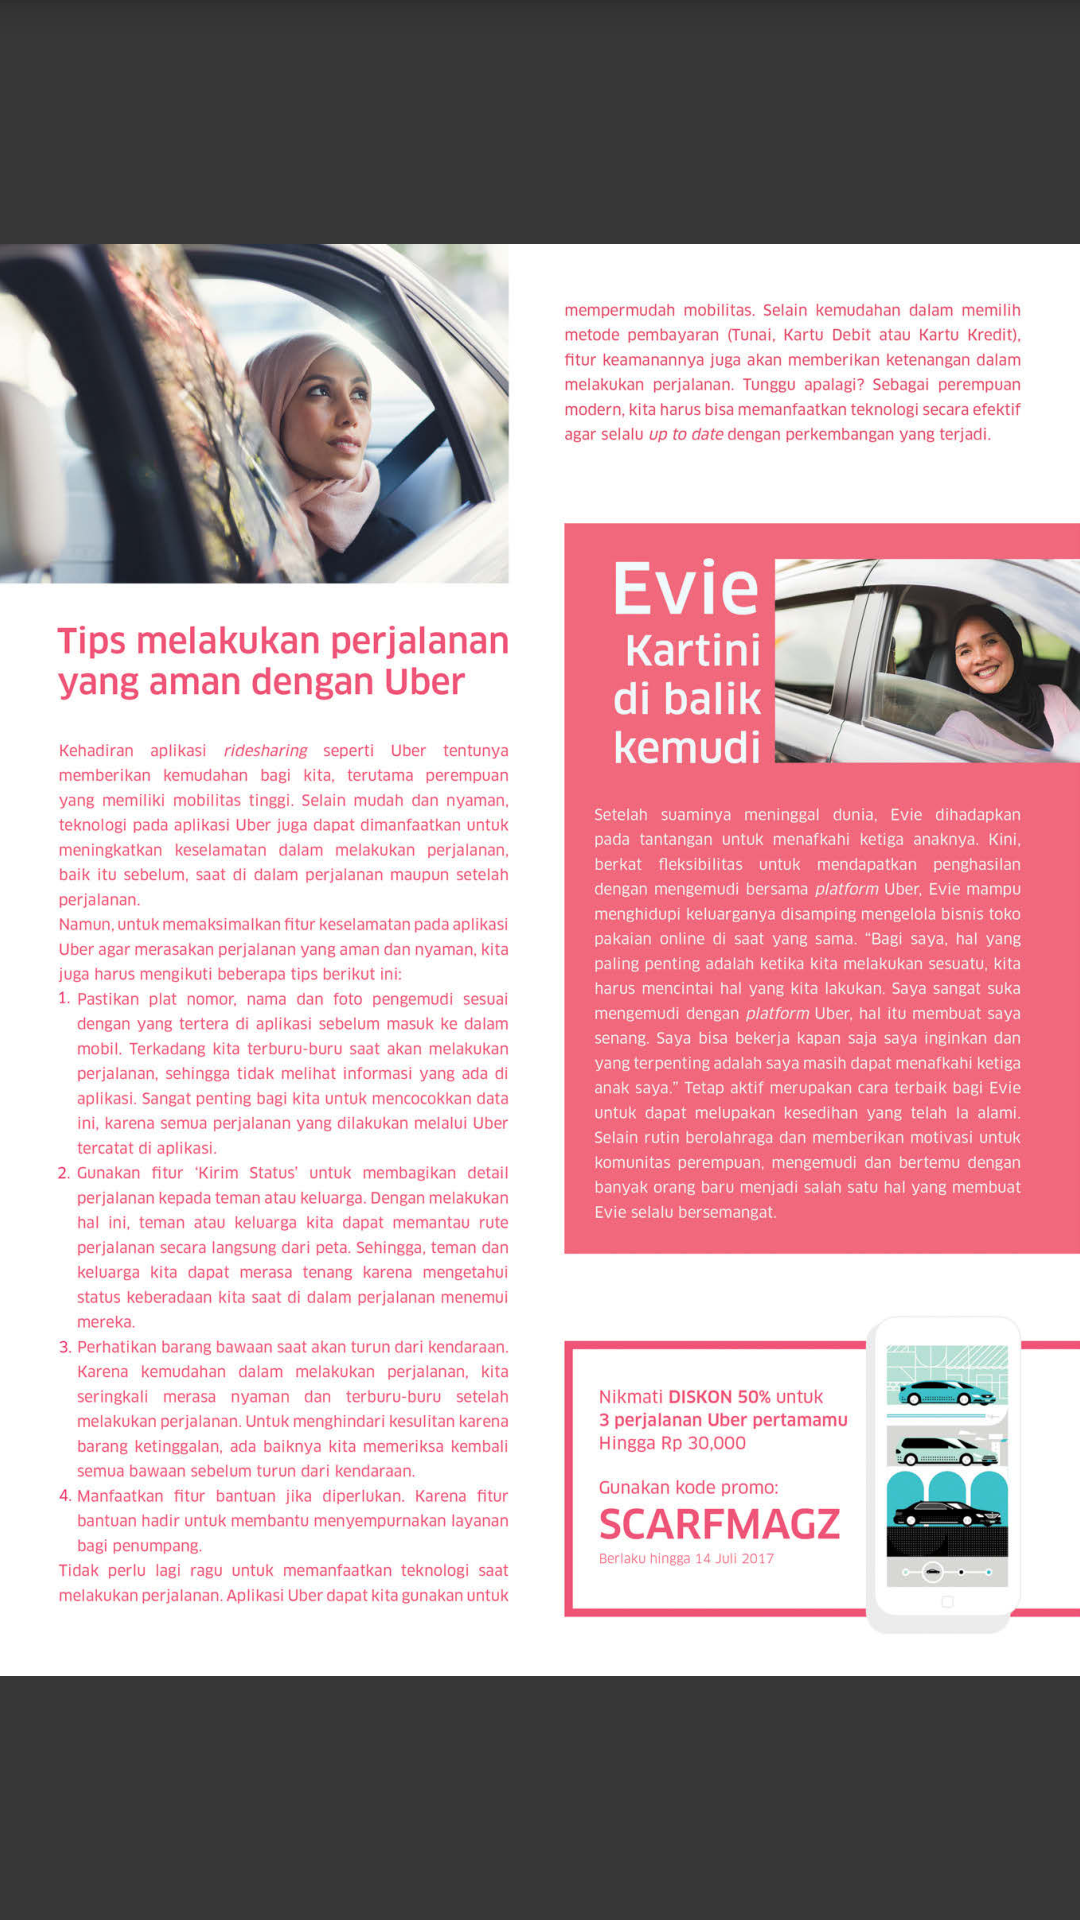 Tips melakukan perjalanan
yang aman dengan Uber
Kehadiran aplikasi ridesharing seperti Uber tentunya
memberikan kemudahan bagi kita, terutama perempuan
yang memiliki mobilitas tinggi. Selain mudah dan nyaman,
teknologi pada aplikasi Uber juga dapat dimanfaatkan untuk
meningkatkan keselamatan dalam melakukan perjalanan,
baik itu sebelum, saat di dalam perjalanan maupun setelah
perjalanan.
Namun, untuk memaksimalkan fitur keselamatan pada aplikasi
Uber agar merasakan perjalanan yang aman dan nyaman, kita
juga harus mengikuti beberapa tips berikut ini:
1. Pastikan plat nomor, nama dan foto pengemudi sesuai
dengan yang tertera di aplikasi sebelum masuk ke dalam
mobil. Terkadang kita terburu-buru saat akan melakukan
perjalanan, sehingga tidak melihat informasi yang ada di
aplikasi. Sangat penting bagi kita untuk mencocokkan data
ini, karena semua perjalanan yang dilakukan melalui Uber
tercatat di aplikasi.
2. Gunakan fitur ‘Kirim Status’ untuk membagikan detail
perjalanan kepada teman atau keluarga. Dengan melakukan
hal ini, teman atau keluarga kita dapat memantau rute
perjalanan secara langsung dari peta. Sehingga, teman dan
keluarga kita dapat merasa tenang karena mengetahui
status keberadaan kita saat di dalam perjalanan menemui
mereka.
3. Perhatikan barang bawaan saat akan turun dari kendaraan.
Karena kemudahan dalam melakukan perjalanan, kita
seringkali merasa nyaman dan terburu-buru setelah
melakukan perjalanan. Untuk menghindari kesulitan karena
barang ketinggalan, ada baiknya kita memeriksa kembali
semua bawaan sebelum turun dari kendaraan.
4. Manfaatkan fitur bantuan jika diperlukan. Karena fitur
bantuan hadir untuk membantu menyempurnakan layanan
bagi penumpang.
Tidak perlu lagi ragu untuk memanfaatkan teknologi saat
melakukan perjalanan. Aplikasi Uber dapat kita gunakan untuk
mempermudah mobilitas. Selain kemudahan dalam memilih
metode pembayaran (Tunai, Kartu Debit atau Kartu Kredit),
fitur keamanannya juga akan memberikan ketenangan dalam
melakukan perjalanan. Tunggu apalagi? Sebagai perempuan
modern, kita harus bisa memanfaatkan teknologi secara efektif
agar selalu up to date dengan perkembangan yang terjadi.
Evie
Kartini
di balik
kemudi
Setelah suaminya meninggal dunia, Evie dihadapkan
pada tantangan untuk menafkahi ketiga anaknya. Kini,
berkat fleksibilitas untuk mendapatkan penghasilan
dengan mengemudi bersama platform Uber, Evie mampu
menghidupi keluarganya disamping mengelola bisnis toko
pakaian online di saat yang sama. “Bagi saya, hal yang
paling penting adalah ketika kita melakukan sesuatu, kita
harus mencintai hal yang kita lakukan. Saya sangat suka
mengemudi dengan platform Uber, hal itu membuat saya
senang. Saya bisa bekerja kapan saja saya inginkan dan
yang terpenting adalah saya masih dapat menafkahi ketiga
anak saya.” Tetap aktif merupakan cara terbaik bagi Evie
untuk dapat melupakan kesedihan yang telah Ia alami.
Selain rutin berolahraga dan memberikan motivasi untuk
komunitas perempuan, mengemudi dan bertemu dengan
banyak orang baru menjadi salah satu hal yang membuat
Evie selalu bersemangat.
Nikmati DISKON 50% untuk
3 perjalanan Uber pertamamu
Hingga Rp 30,000
Gunakan kode promo:
SCARFMAGZ
Berlaku hingga 14 Juli 2017